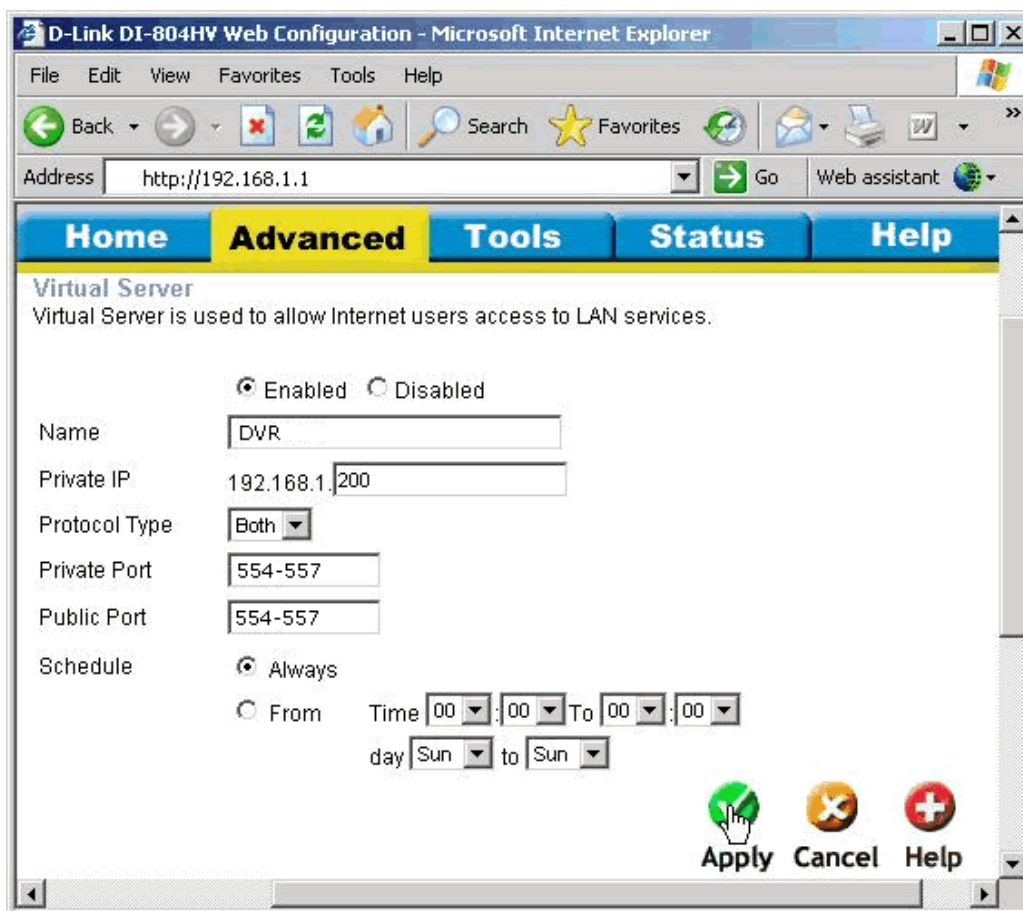 D-Link DI-804HV Web Configuration - Microsoft Internet Explorer
File Edit View Favorites Tools Help
Back Search Favorites W »
Address http://192.168.1.1 Go Web assistant
Home Advanced Tools Status Help
Virtual Server
Virtual Server is used to allow Internet users access to LAN services.
Enabled Disabled
Name DVR
Private IP 192.168.1.200
Protocol Type Both
Private Port 554-557
Public Port 554-557
Schedule Always
From Time 00 : 00 To 00 : 00
day Sun to Sun
Apply Cancel Help